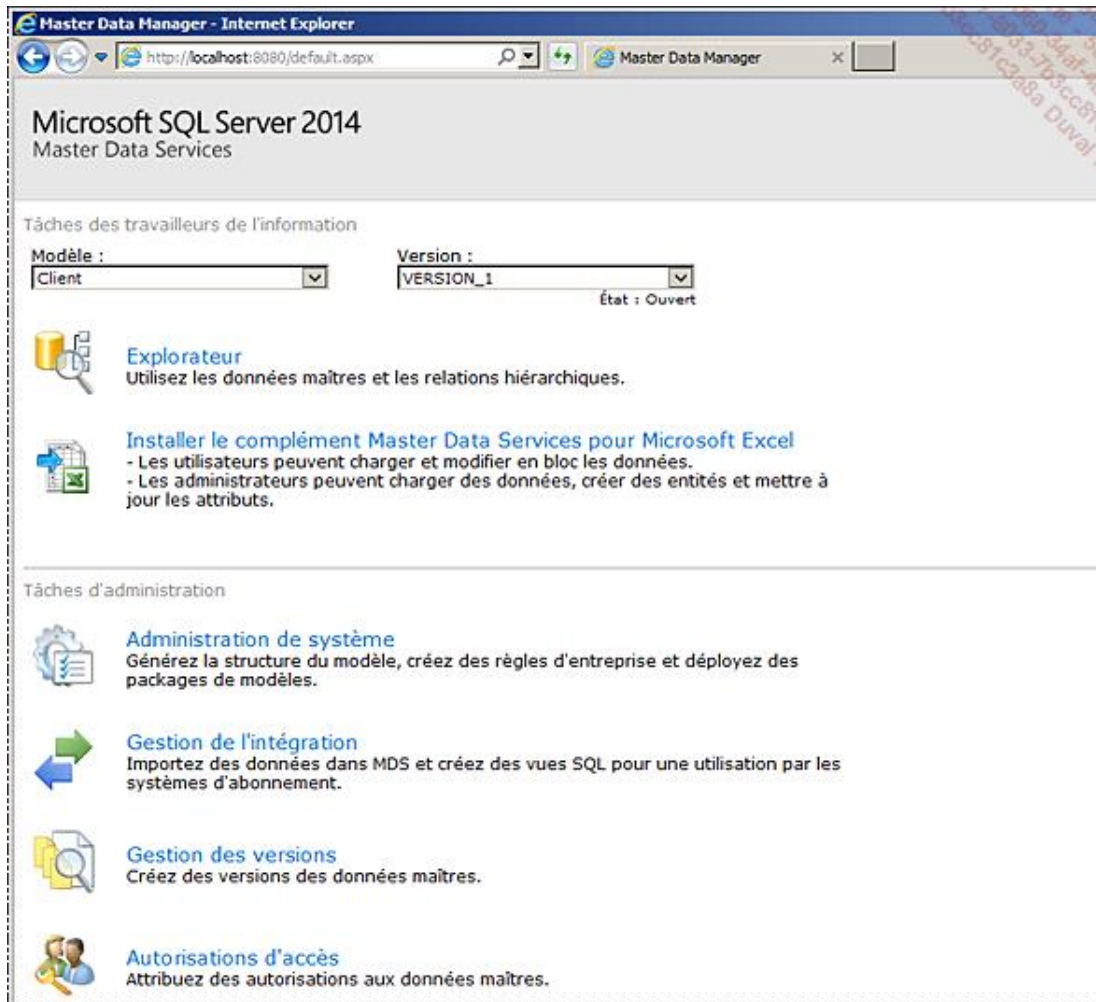 Master Data Manager - Internet Explorer
http://localhost:8080/default.aspx
Master Data Manager
Microsoft SQL Server 2014
Master Data Services
Tâches des travailleurs de l'information
Modèle :
Version :
Client
VERSION_1
État : Ouvert
Explorateur
Utilisez les données maîtres et les relations hiérarchiques.
Installer le complément Master Data Services pour Microsoft Excel
- Les utilisateurs peuvent charger et modifier en bloc les données.
- Les administrateurs peuvent charger des données, créer des entités et mettre à
jour les attributs.
Tâches d'administration
Administration de système
Générez la structure du modèle, créez des règles d'entreprise et déployez des
packages de modèles.
Gestion de l'intégration
Importez des données dans MDS et créez des vues SQL pour une utilisation par les
systèmes d'abonnement.
Gestion des versions
Créez des versions des données maîtres.
Autorisations d'accès
Attribuez des autorisations aux données maîtres.
Duval